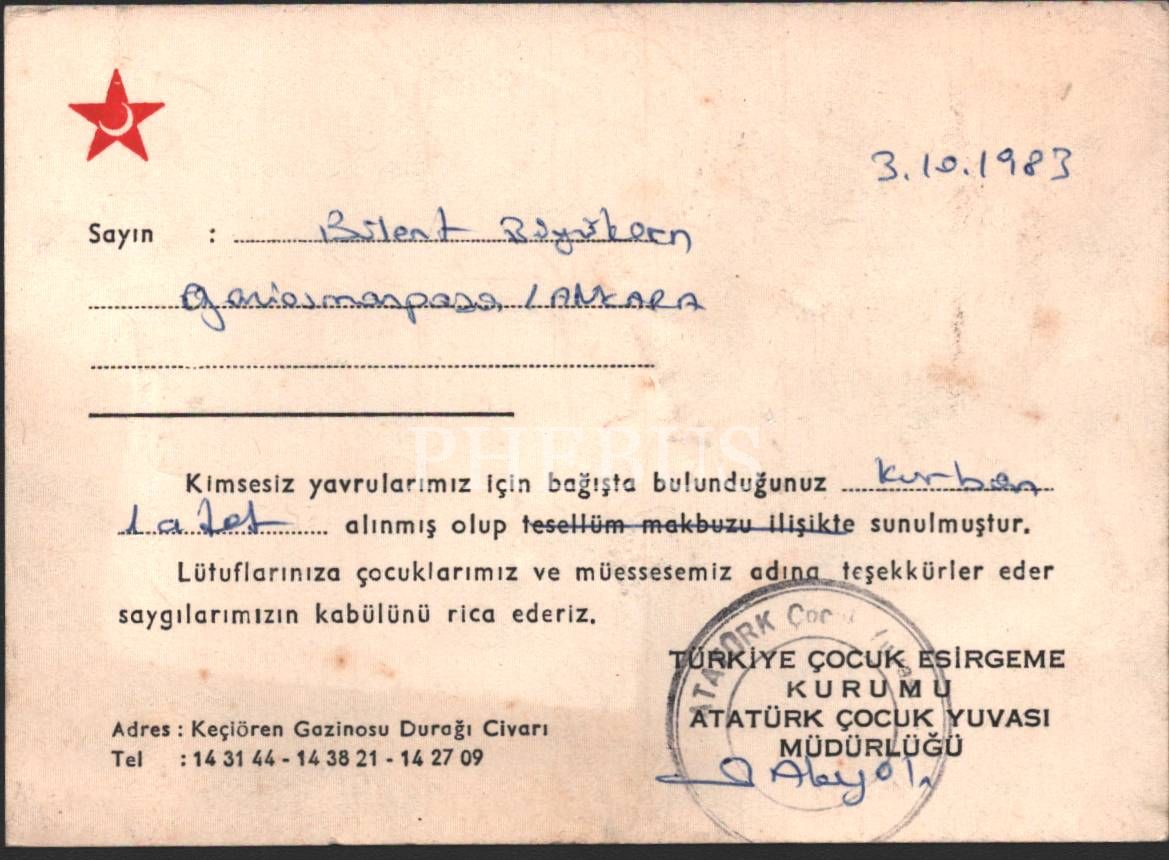 3.10.1983
Sayın : Bülent Büyük
Gaziosmanpaşa / ANKARA
PHEBUS
Kimsesiz yavrularımız için bağışta bulunduğunuz kurban
1 adet alınmış olup tesellüm makbuzu ilişikte sunulmuştur.
Lütuflarınıza çocuklarımız ve müessesemiz adına teşekkürler eder
saygılarımızın kabülünü rica ederiz.
ATATÜRK Çocuk
TÜRKİYE ÇOCUK ESİRGEME
KURUMU
ATATÜRK ÇOCUK YUVASI
MÜDÜRLÜĞÜ
Adres : Keçiören Gazinosu Durağı Civarı
Tel : 14 31 44 - 14 38 21 - 14 27 09